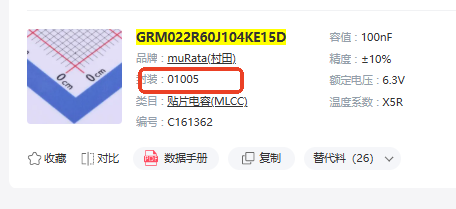 GRM022R60J104KE15D
品牌 : muRata(村田)
封装 : 01005
类目 : 贴片电容(MLCC)
编号 : C161362
容值 : 100nF
精度 : ±10%
额定电压 : 6.3V
温度系数 : X5R
0cm
0cm
收藏 对比 数据手册 复制 替代料（26）